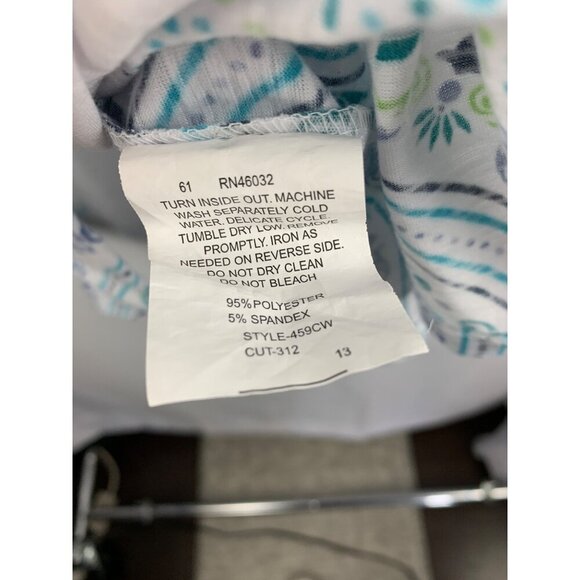 61 RN46032
TURN INSIDE OUT. MACHINE
WASH SEPARATELY COLD
WATER. DELICATE CYCLE.
TUMBLE DRY LOW. REMOVE
PROMPTLY. IRON AS
NEEDED ON REVERSE SIDE.
DO NOT DRY CLEAN
DO NOT BLEACH
95% POLYESTER
5% SPANDEX
STYLE-459CW
CUT-312 13